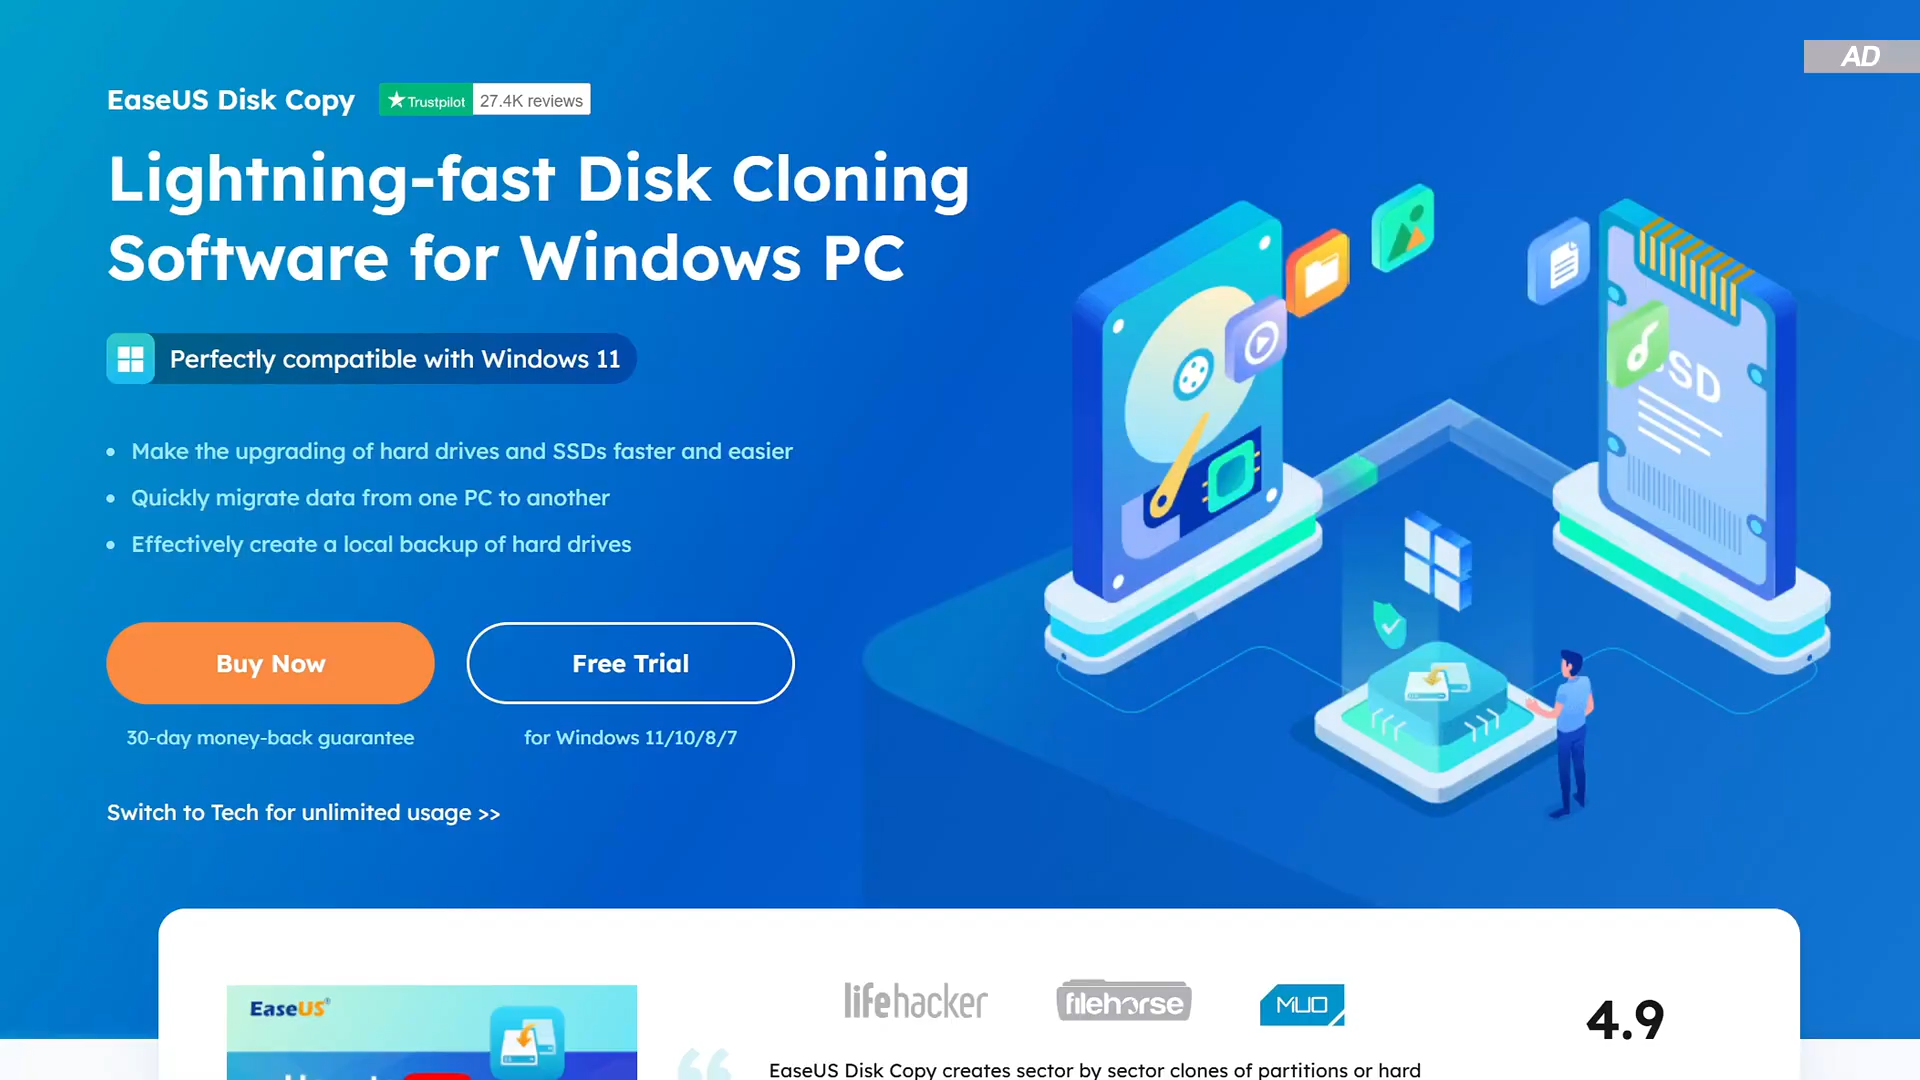 AD
EaseUS Disk Copy
Trustpilot 27.4K reviews
Lightning-fast Disk Cloning
Software for Windows PC
Perfectly compatible with Windows 11
Make the upgrading of hard drives and SSDs faster and easier
Quickly migrate data from one PC to another
Effectively create a local backup of hard drives
Buy Now
Free Trial
30-day money-back guarantee
for Windows 11/10/8/7
Switch to Tech for unlimited usage >>
EaseUS®
lifehacker
filehorse
MUO
4.9
EaseUS Disk Copy creates sector by sector clones of partitions or hard